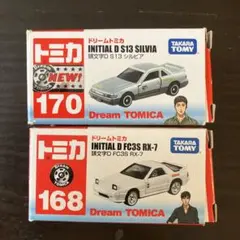 トミカ
ドリームトミカ
INITIAL D S13 SILVIA
頭文字D S13 シルビア
TAKARA
TOMY
NEW!
170
Dream TOMICA
トミカ
ドリームトミカ
INITIAL D FC3S RX-7
頭文字D FC3S RX-7
TAKARA
TOMY
168
Dream TOMICA